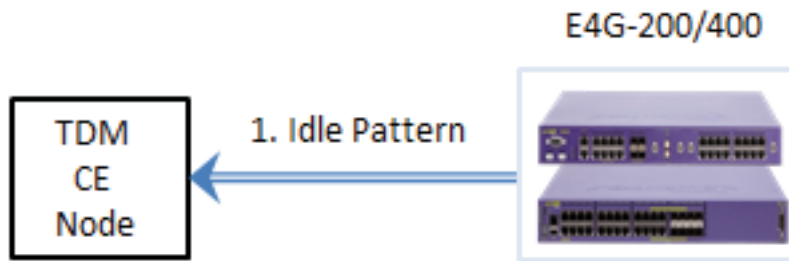 E4G-200/400
TDM
CE
Node
1. Idle Pattern